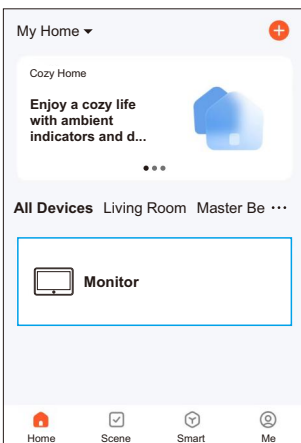 My Home
Cozy Home
Enjoy a cozy life
with ambient
indicators and d...
All Devices Living Room Master Be ...
Monitor
Home Scene Smart Me